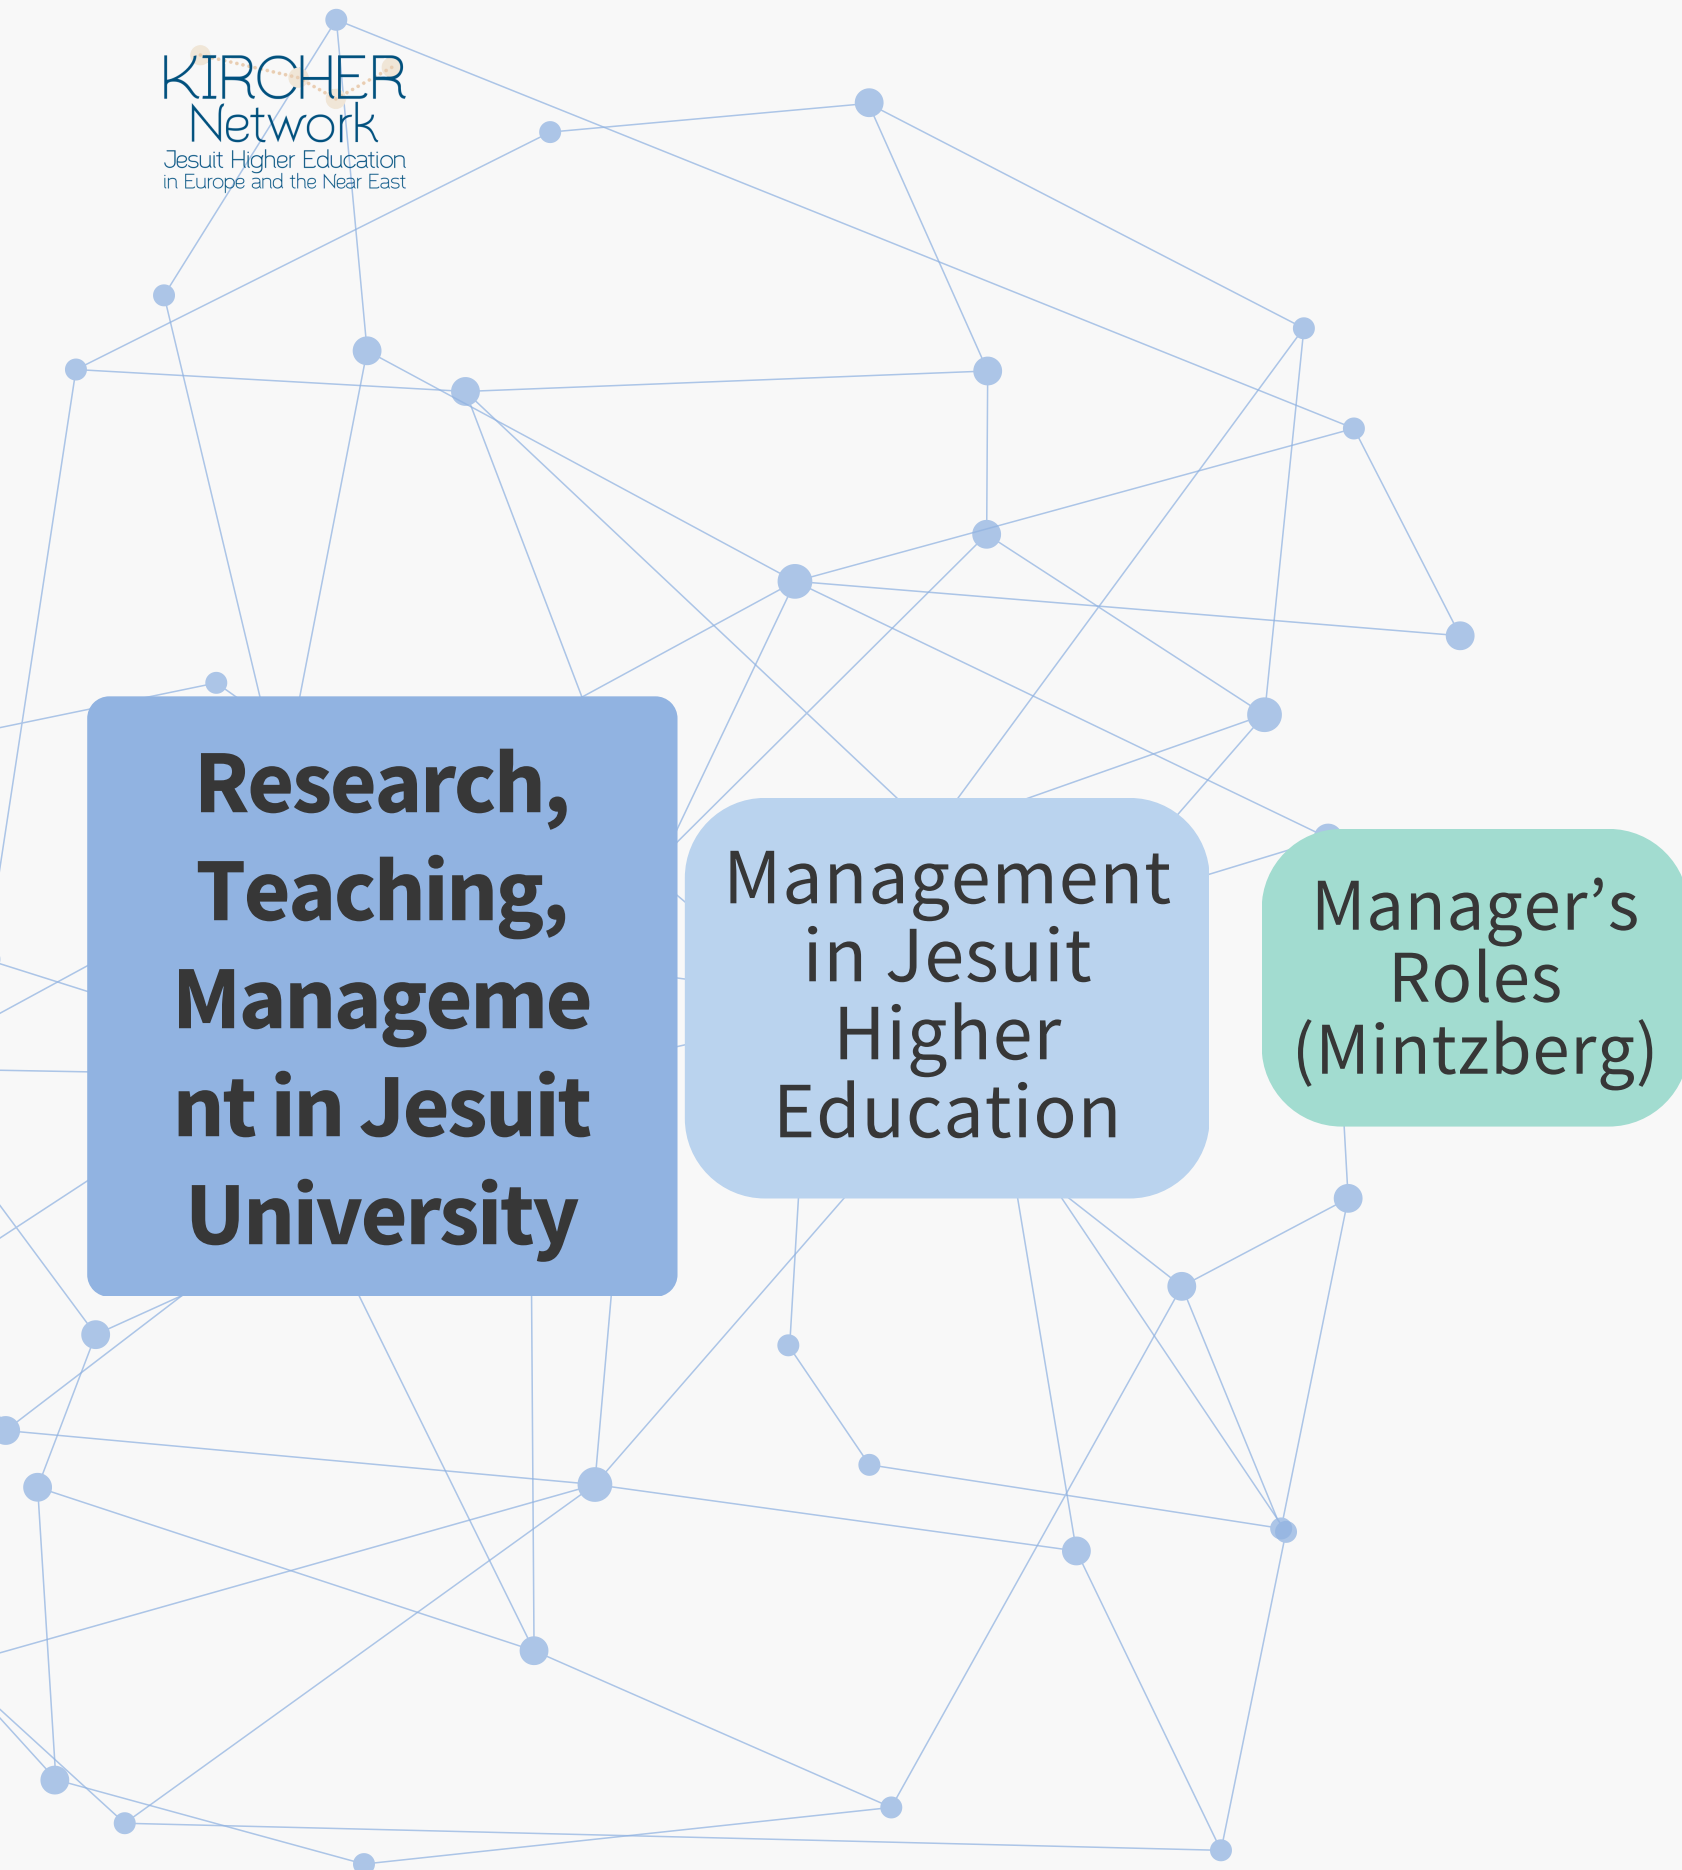 KIRCHER
Network
Jesuit Higher Education
in Europe and the Near East
Research,
Teaching,
Manageme
nt in Jesuit
University
Management
in Jesuit
Higher
Education
Manager’s
Roles
(Mintzberg)